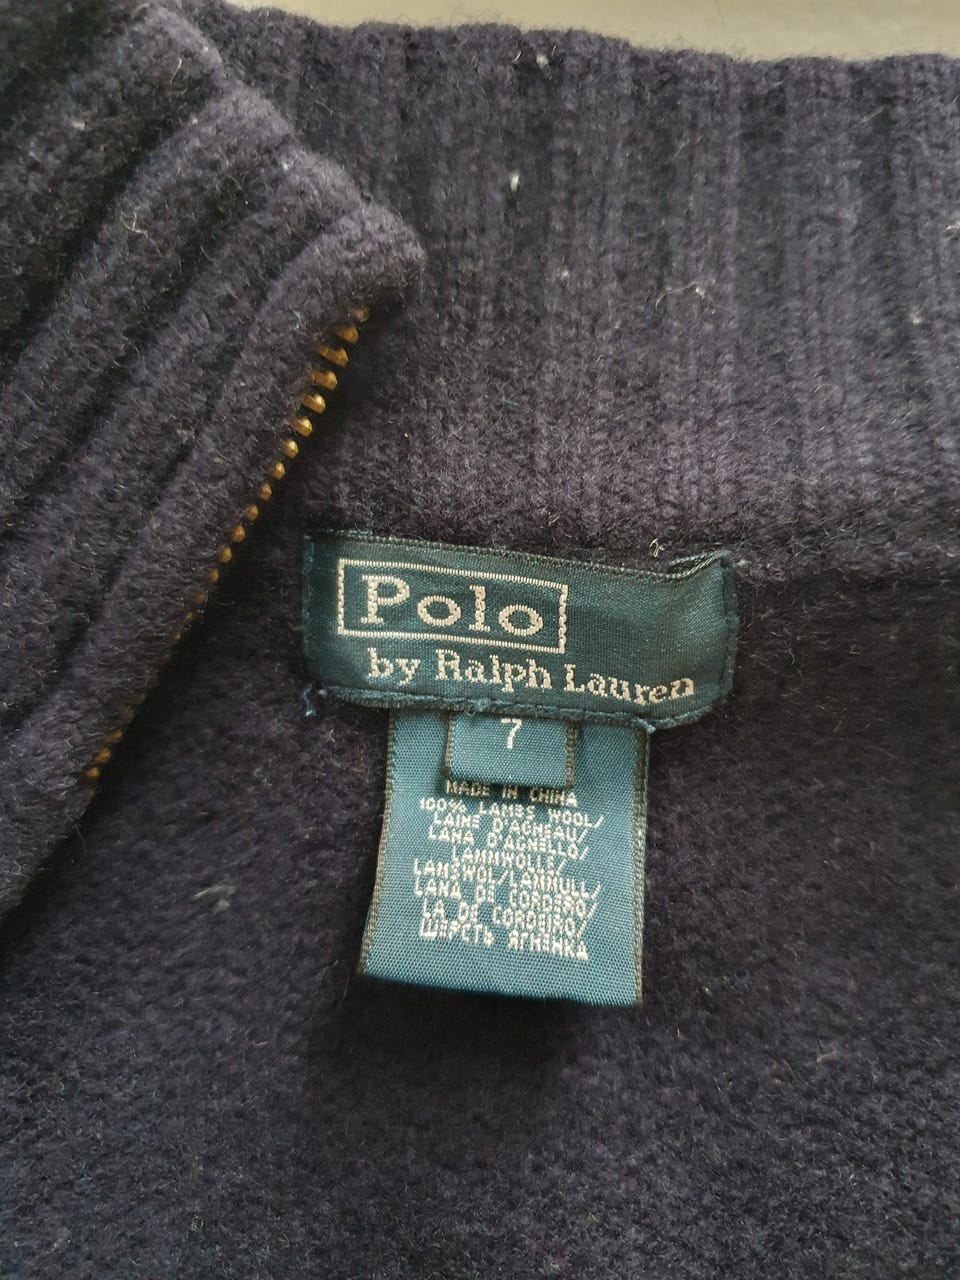 Polo
by Ralph Lauren
7
MADE IN CHINA
100% LAMBS WOOL/
LAINE D'AGNEAU/
LANA D'AGNELLO/
LAMMWOLLE/
LAMSWOL/LAMMULL/
LANA DE CORDERO/
LA DE CORDEIRO/
ШЕРСТЬ ЯГНЕНКА